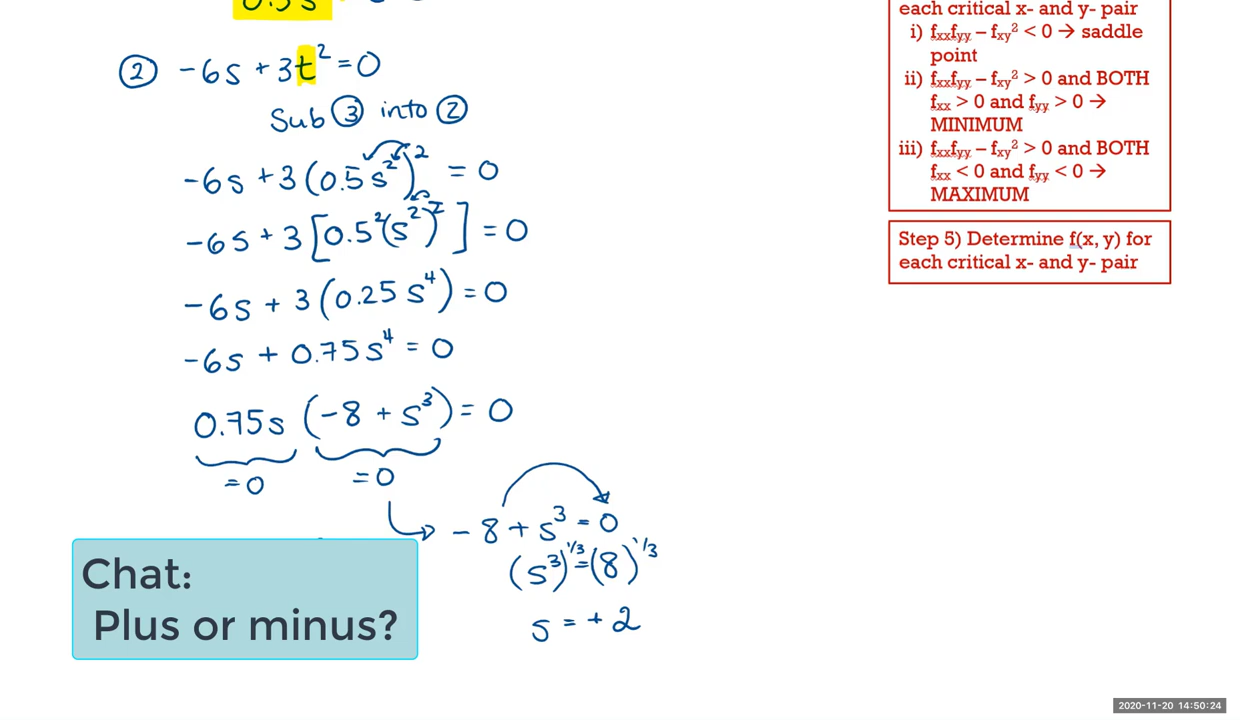 0.5s
② -6s + 3t² = 0
Sub ③ into ②
-6s + 3(0.5s²)² = 0
-6s + 3[0.5²(s²)²] = 0
-6s + 3(0.25s⁴) = 0
-6s + 0.75s⁴ = 0
0.75s (-8 + s³) = 0
= 0 = 0
-8 + s³ = 0
(s³)^1/3 = (8)^1/3
s = +2
Chat:
Plus or minus?
each critical x- and y- pair
i) fxxfyy – fxy² < 0 → saddle
point
ii) fxxfyy – fxy² > 0 and BOTH
fxx > 0 and fyy > 0 →
MINIMUM
iii) fxxfyy – fxy² > 0 and BOTH
fxx < 0 and fyy < 0 →
MAXIMUM
Step 5) Determine f(x, y) for
each critical x- and y- pair
2020-11-20 14:50:24